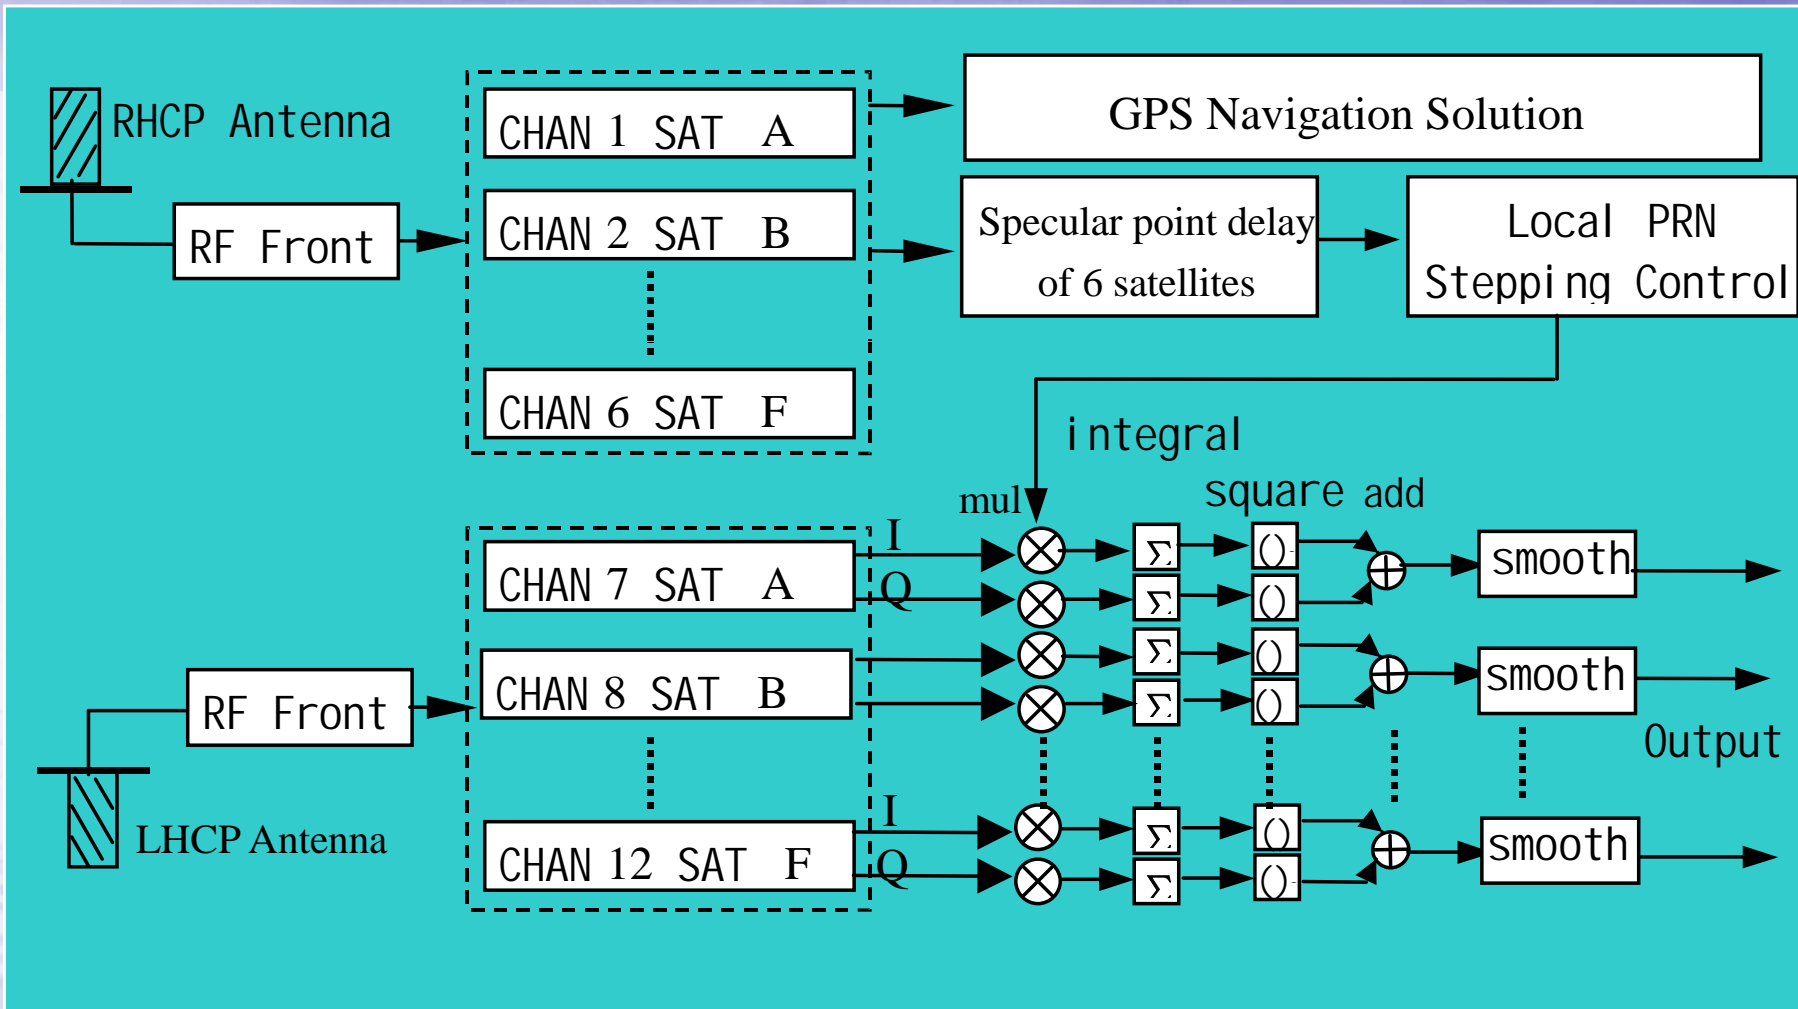 RHCP Antenna
RF Front
CHAN 1 SAT A
CHAN 2 SAT B
CHAN 6 SAT F
GPS Navigation Solution
Specular point delay
of 6 satellites
Local PRN
Stepping Control
integral
mul
square add
I
Q
CHAN 7 SAT A
CHAN 8 SAT B
CHAN 12 SAT F
I
Q
RF Front
LHCP Antenna
Σ ()
Σ ()
Σ ()
Σ ()
Σ ()
Σ ()
smooth
smooth
Output
smooth